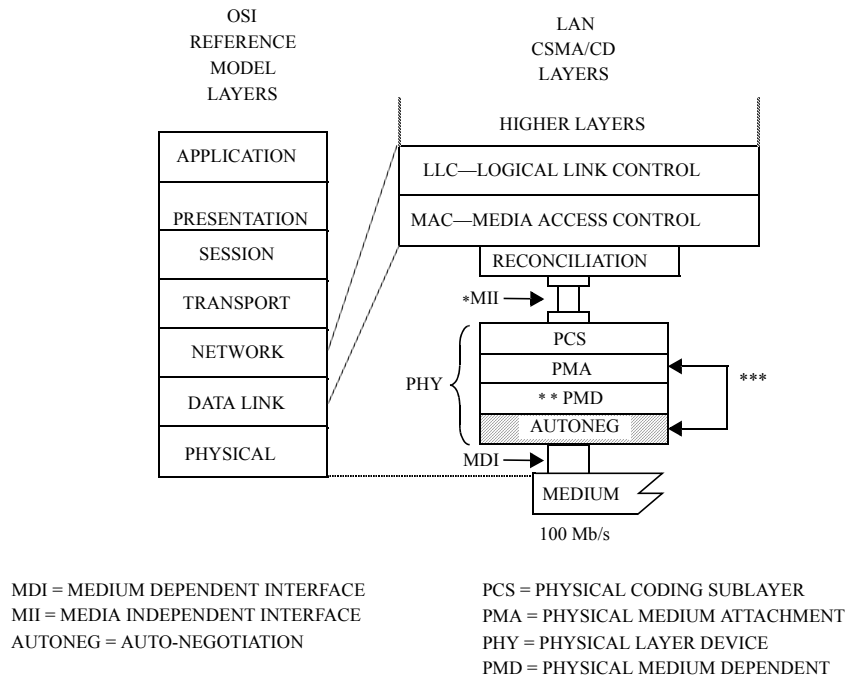 OSI
REFERENCE
MODEL
LAYERS
LAN
CSMA/CD
LAYERS
HIGHER LAYERS
APPLICATION
PRESENTATION
SESSION
TRANSPORT
NETWORK
DATA LINK
PHYSICAL
LLC—LOGICAL LINK CONTROL
MAC—MEDIA ACCESS CONTROL
RECONCILIATION
*MII
PCS
PMA
* * PMD
AUTONEG
PHY
***
MDI
MEDIUM
100 Mb/s
MDI = MEDIUM DEPENDENT INTERFACE
MII = MEDIA INDEPENDENT INTERFACE
AUTONEG = AUTO-NEGOTIATION
PCS = PHYSICAL CODING SUBLAYER
PMA = PHYSICAL MEDIUM ATTACHMENT
PHY = PHYSICAL LAYER DEVICE
PMD = PHYSICAL MEDIUM DEPENDENT